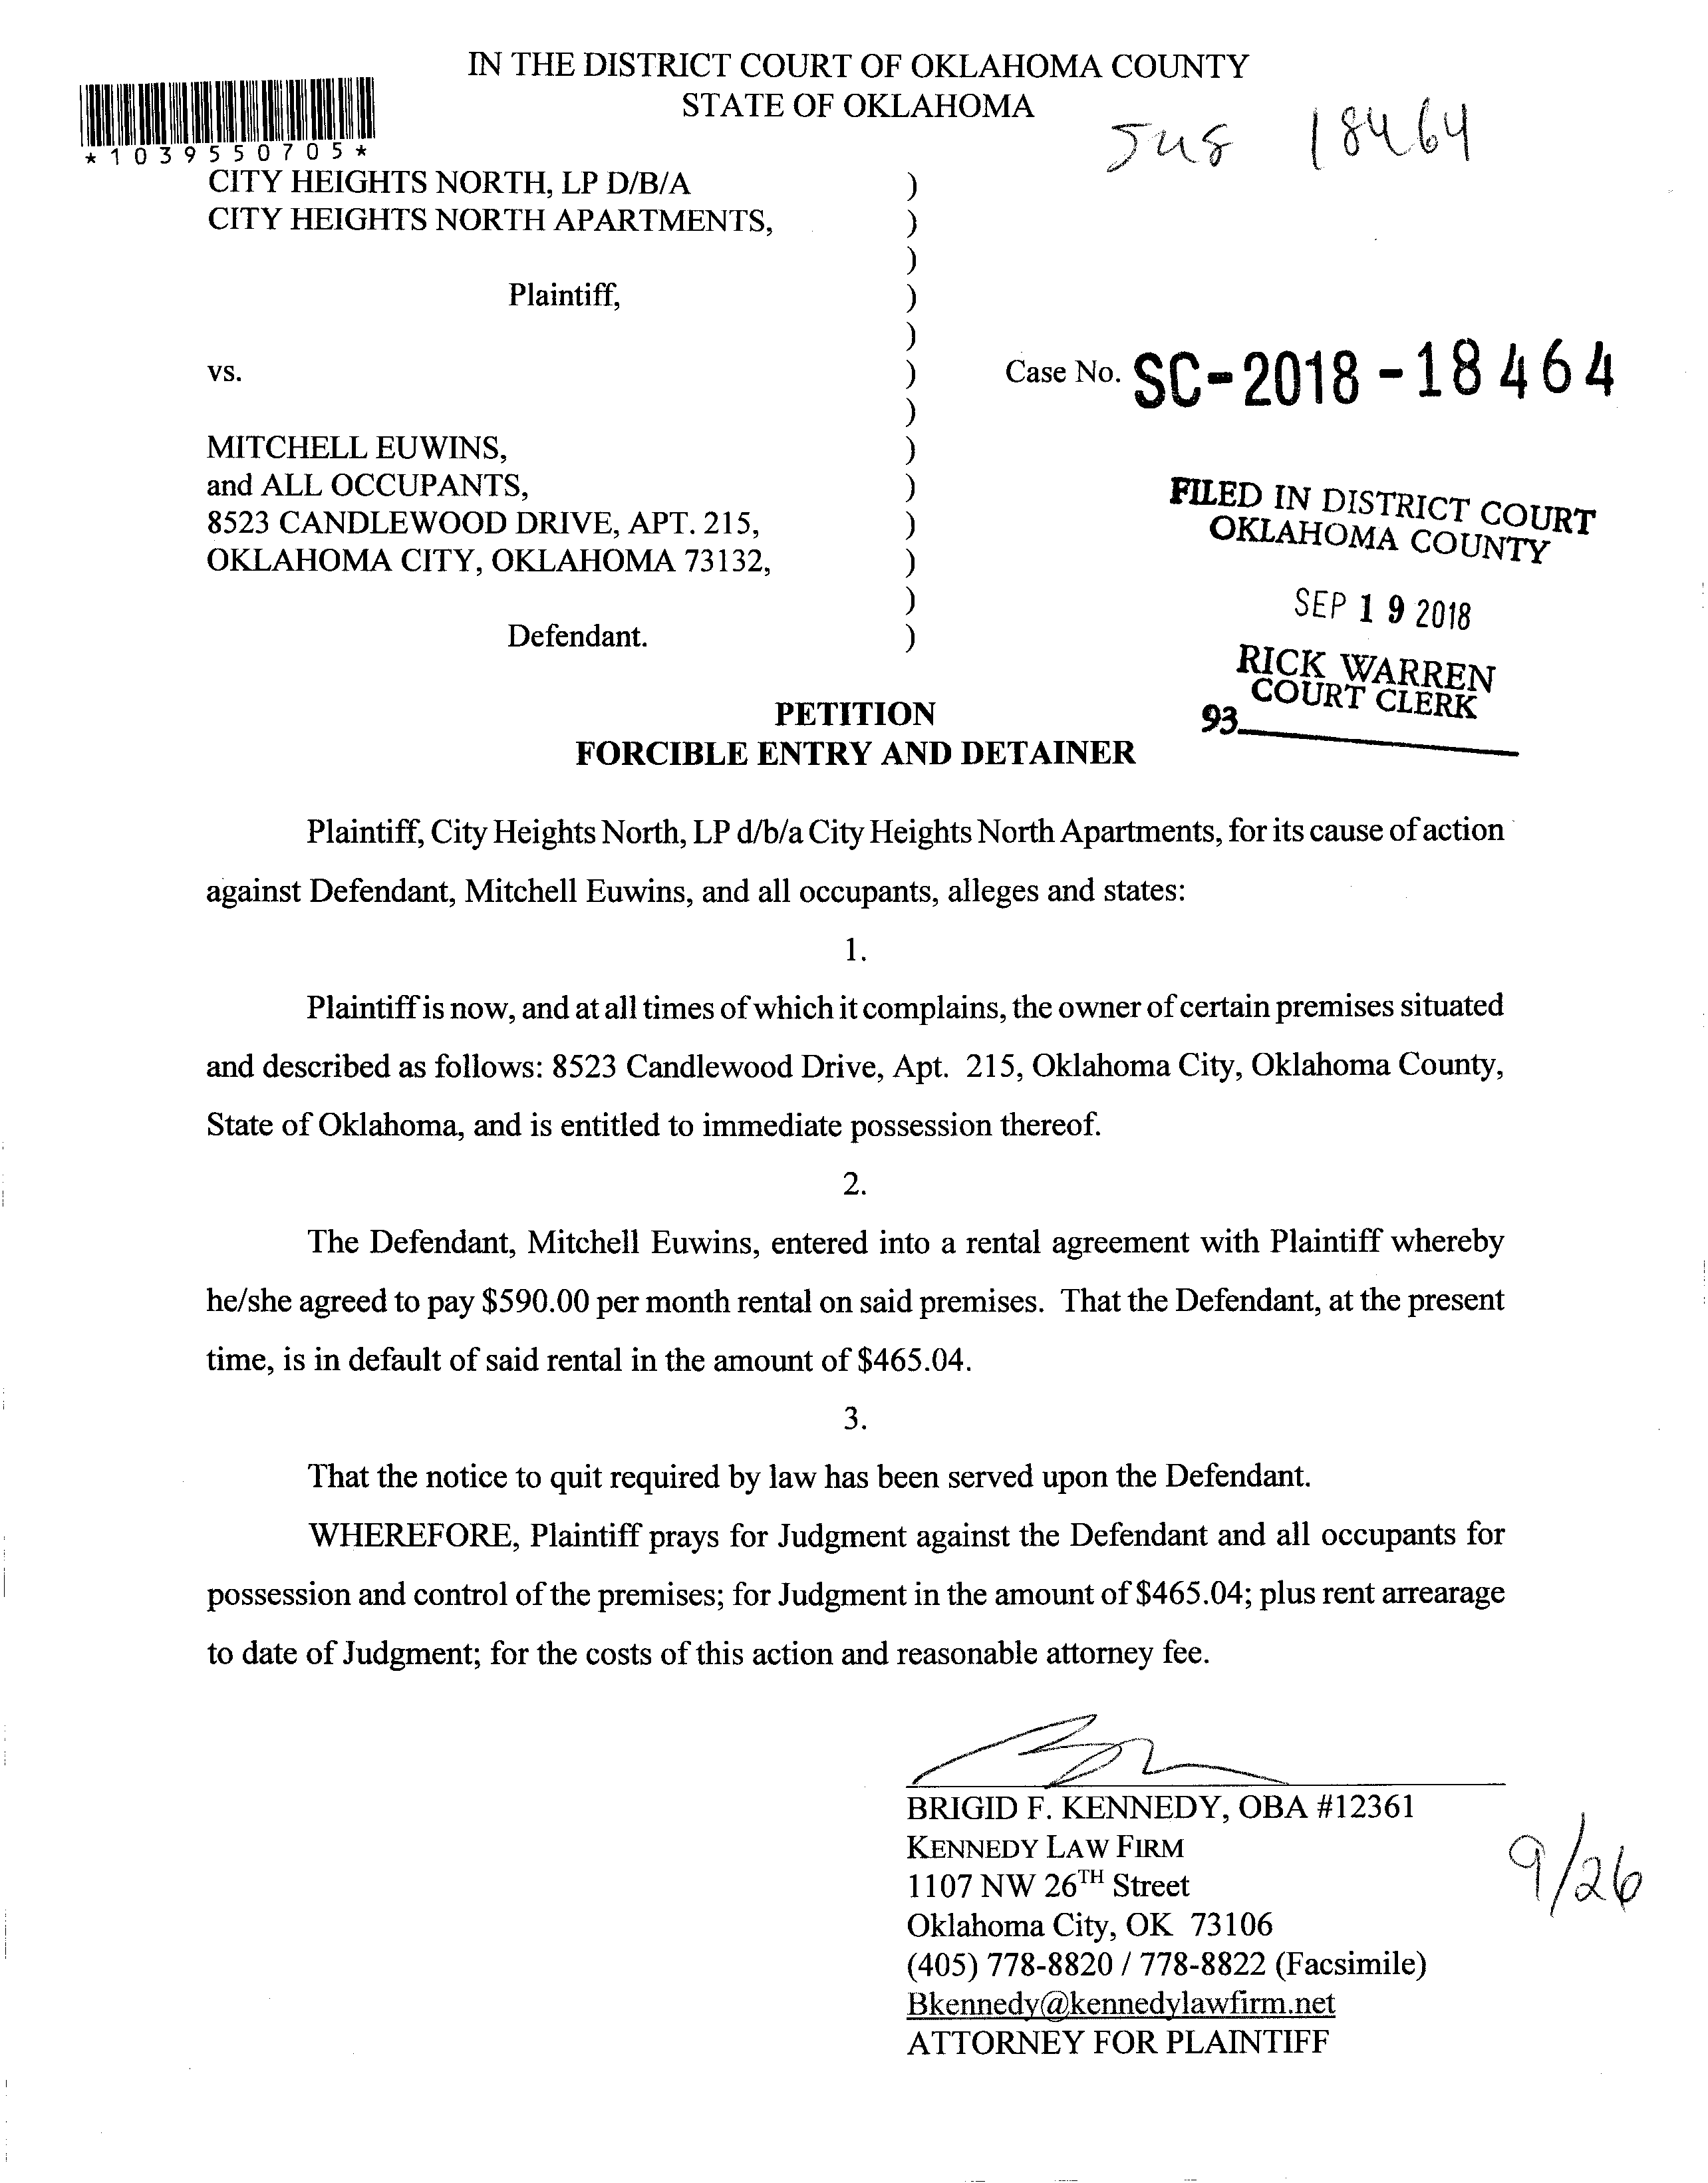 IN THE DISTRICT COURT OF OKLAHOMA COUNTY
STATE OF OKLAHOMA
*1039550705*
18464
CITY HEIGHTS NORTH, LP D/B/A )
CITY HEIGHTS NORTH APARTMENTS, )
)
Plaintiff, )
)
vs. ) Case No. SC-2018-18464
)
MITCHELL EUWINS, )
and ALL OCCUPANTS, )
8523 CANDLEWOOD DRIVE, APT. 215, )
OKLAHOMA CITY, OKLAHOMA 73132, )
)
Defendant. )
FILED IN DISTRICT COURT
OKLAHOMA COUNTY
SEP 19 2018
RICK WARREN
COURT CLERK
93
PETITION
FORCIBLE ENTRY AND DETAINER
Plaintiff, City Heights North, LP d/b/a City Heights North Apartments, for its cause of action
against Defendant, Mitchell Euwins, and all occupants, alleges and states:
1.
Plaintiff is now, and at all times of which it complains, the owner of certain premises situated
and described as follows: 8523 Candlewood Drive, Apt. 215, Oklahoma City, Oklahoma County,
State of Oklahoma, and is entitled to immediate possession thereof.
2.
The Defendant, Mitchell Euwins, entered into a rental agreement with Plaintiff whereby
he/she agreed to pay $590.00 per month rental on said premises. That the Defendant, at the present
time, is in default of said rental in the amount of $465.04.
3.
That the notice to quit required by law has been served upon the Defendant.
WHEREFORE, Plaintiff prays for Judgment against the Defendant and all occupants for
possession and control of the premises; for Judgment in the amount of $465.04; plus rent arrearage
to date of Judgment; for the costs of this action and reasonable attorney fee.
BRIGID F. KENNEDY, OBA #12361
KENNEDY LAW FIRM
1107 NW 26TH Street
Oklahoma City, OK 73106
(405) 778-8820 / 778-8822 (Facsimile)
Bkennedy@kennedylawfirm.net
ATTORNEY FOR PLAINTIFF
9/26